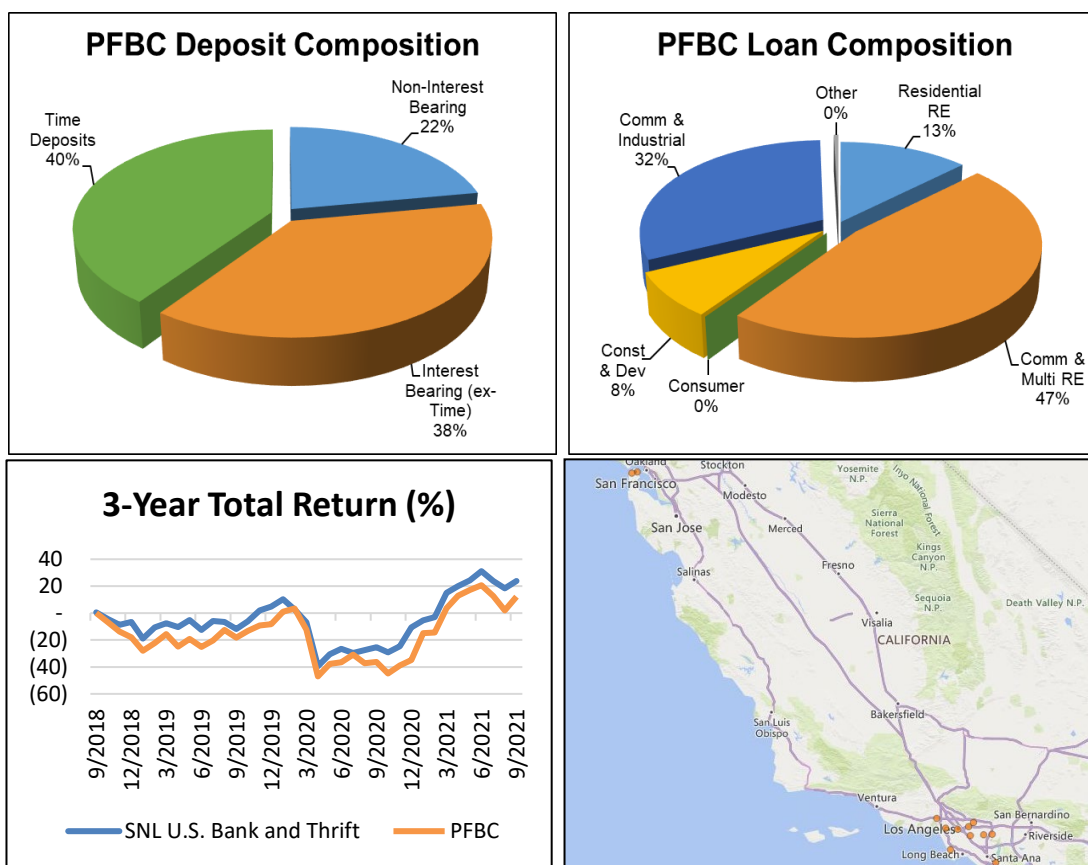 PFBC Deposit Composition
Non-Interest
Bearing
22%
Time
Deposits
40%
Interest
Bearing (ex-
Time)
38%
PFBC Loan Composition
Other
0%
Residential
RE
13%
Comm &
Industrial
32%
Const
& Dev
8%
Consumer
0%
Comm &
Multi RE
47%
3-Year Total Return (%)
40
20
-
(20)
(40)
(60)
9/2018
12/2018
3/2019
6/2019
9/2019
12/2019
3/2020
6/2020
9/2020
12/2020
3/2021
6/2021
9/2021
SNL U.S. Bank and Thrift
PFBC
Oakland
San Francisco
Stockton
Modesto
Yosemite
N.P.
Inyo National Forest
San Jose
Merced
Sierra
National
Forest
Kings
Canyon
N.P.
Salinas
Fresno
Sequoia
N.P.
Death Valley N.P.
Visalia
CALIFORNIA
San Luis
Obispo
Bakersfield
Ventura
Los Angeles
San Bernardino
Riverside
Long Beach
Santa Ana